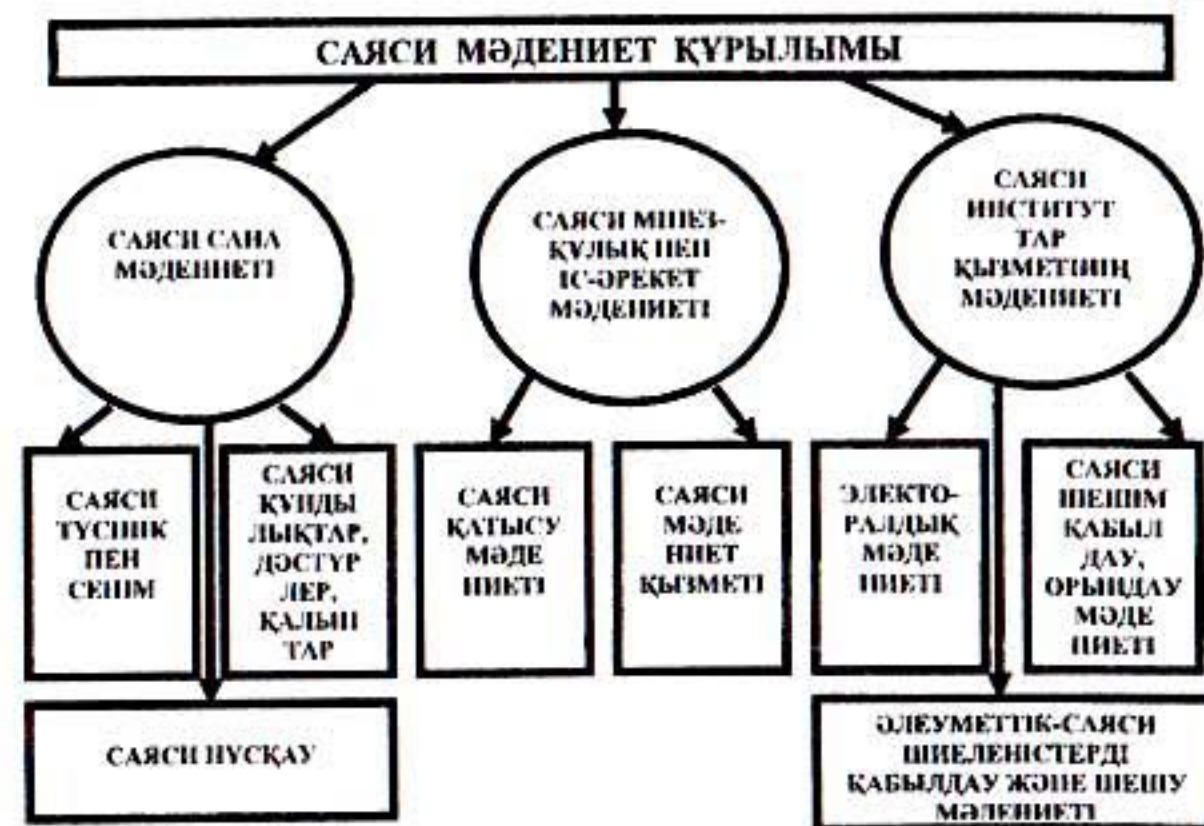 САЯСИ МӘДЕНИЕТ ҚҰРЫЛЫМЫ
САЯСИ САНА
МӘДЕНИЕТІ
САЯСИ МІНЕЗ-
ҚҰЛЫҚ ПЕН
ІС-ӘРЕКЕТ
МӘДЕНИЕТІ
САЯСИ
ИНСТИТУТ
ТАР
ҚЫЗМЕТІНІҢ
МӘДЕНИЕТІ
САЯСИ
ТҮСІНІК
ПЕН
СЕНІМ
САЯСИ
ҚҰНДЫ
ЛЫҚТАР,
ДӘСТҮР
ЛЕР,
ҚАЛЫП
ТАР
САЯСИ
ҚАТЫСУ
МӘДЕ
НИЕТІ
САЯСИ
МӘДЕ
НИЕТ
ҚЫЗМЕТІ
ЭЛЕКТО-
РАЛДЫҚ
МӘДЕ
НИЕТІ
САЯСИ
ШЕШІМ
ҚАБЫЛ
ДАУ,
ОРЫНДАУ
МӘДЕ
НИЕТІ
САЯСИ НҰСҚАУ
ӘЛЕУМЕТТІК-САЯСИ
ШИЕЛЕНІСТЕРДІ
ҚАБЫЛДАУ ЖӘНЕ ШЕШУ
МӘДЕНИЕТІ